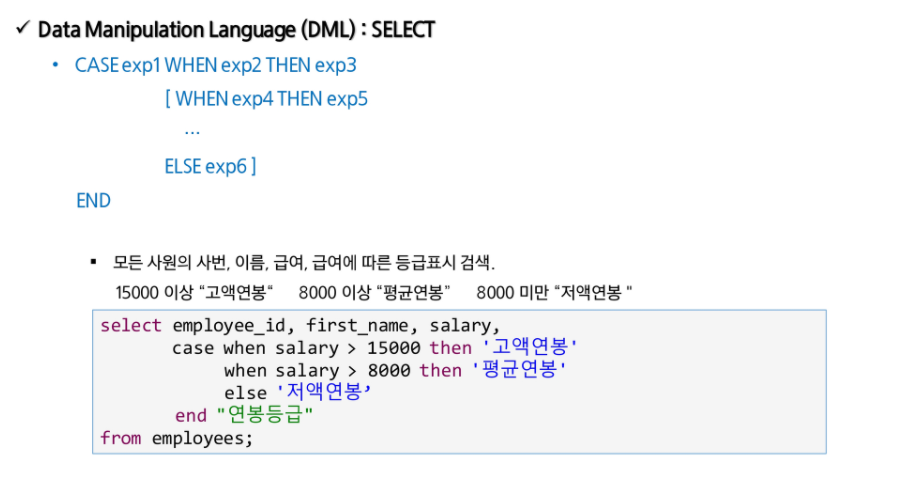 ✓ Data Manipulation Language (DML) : SELECT
• CASE exp1 WHEN exp2 THEN exp3
[ WHEN exp4 THEN exp5
…
ELSE exp6 ]
END
▪ 모든 사원의 사번, 이름, 급여, 급여에 따른 등급표시 검색.
15000 이상 “고액연봉“ 8000 이상 “평균연봉” 8000 미만 “저액연봉 "
select employee_id, first_name, salary,
case when salary > 15000 then '고액연봉'
when salary > 8000 then '평균연봉'
else '저액연봉’
end "연봉등급"
from employees;